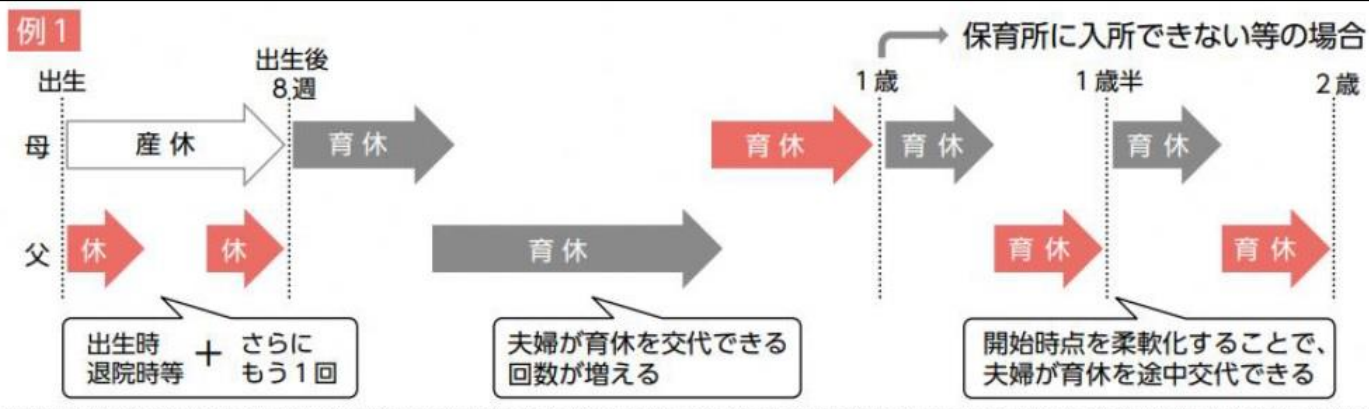 例1
保育所に入所できない等の場合
出生
出生後
8週
1歳
1歳半
2歳
母
産休
育休
育休
育休
育休
父
休
休
育休
育休
育休
出生時
退院時等
＋
さらに
もう1回
夫婦が育休を交代できる
回数が増える
開始時点を柔軟化することで、
夫婦が育休を途中交代できる